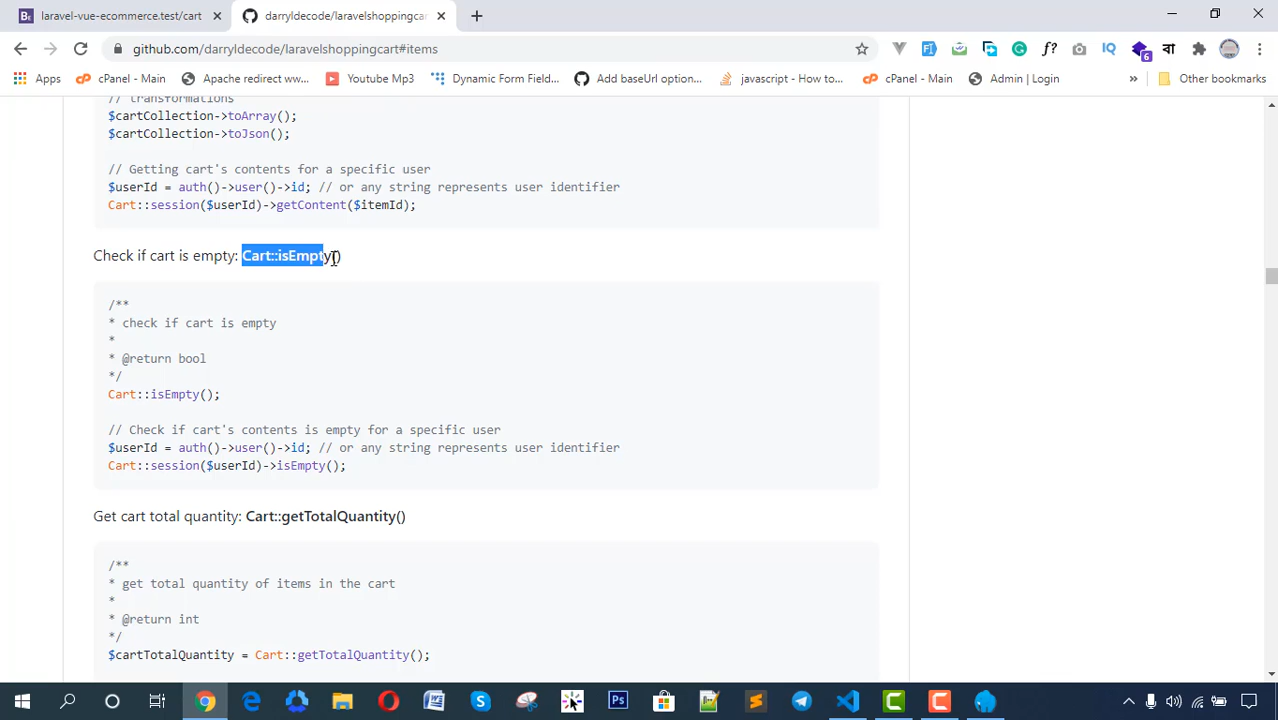 laravel-vue-ecommerce.test/cart
darryldecode/laravelshoppingcart
github.com/darryldecode/laravelshoppingcart#items
Apps
cPanel - Main
Apache redirect ww...
Youtube Mp3
Dynamic Form Field...
Add baseUrl option...
javascript - How to...
cPanel - Main
Admin | Login
Other bookmarks
// transformations
$cartCollection->toArray();
$cartCollection->toJson();
// Getting cart's contents for a specific user
$userId = auth()->user()->id; // or any string represents user identifier
Cart::session($userId)->getContent($itemId);
Check if cart is empty: Cart::isEmpty()
/**
* check if cart is empty
*
* @return bool
*/
Cart::isEmpty();
// Check if cart's contents is empty for a specific user
$userId = auth()->user()->id; // or any string represents user identifier
Cart::session($userId)->isEmpty();
Get cart total quantity: Cart::getTotalQuantity()
/**
* get total quantity of items in the cart
*
* @return int
*/
$cartTotalQuantity = Cart::getTotalQuantity();